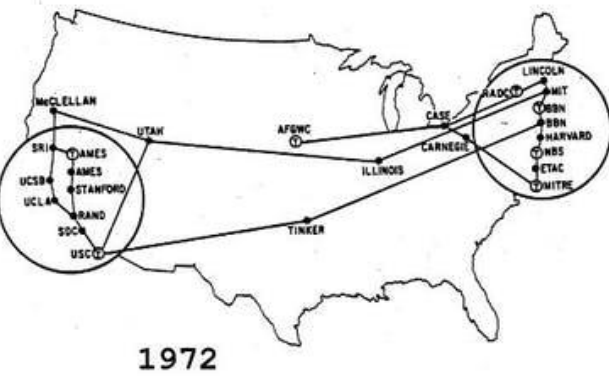 LINCOLN
RADC T
MIT
McCLELLAN
T BBN
CASE
BBN
UTAH
AFGWC
T
HARVARD
CARNEGIE
SRI
T AMES
T NBS
ILLINOIS
AMES
ETAC
UCSB
STANFORD
T MITRE
UCLA
RAND
SDC
TINKER
USC T
1972